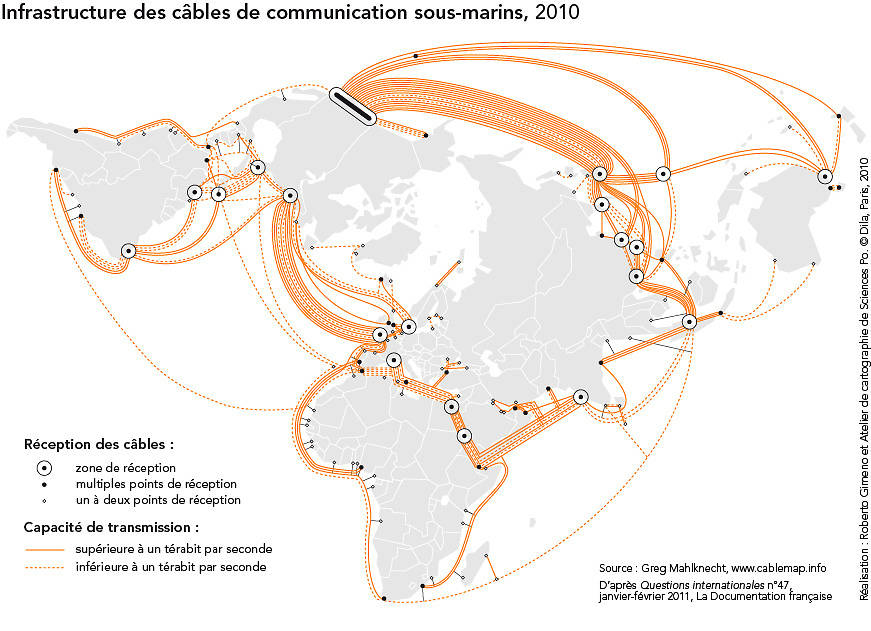 Infrastructure des câbles de communication sous-marins, 2010
Réception des câbles :
zone de réception
multiples points de réception
un à deux points de réception
Capacité de transmission :
supérieure à un térabit par seconde
inférieure à un térabit par seconde
Source : Greg Mahlknecht, www.cablemap.info
D'après Questions internationales n°47,
janvier-février 2011, La Documentation française
Réalisation : Roberto Gimeno et Atelier de cartographie de Sciences Po. © Dila, Paris, 2010